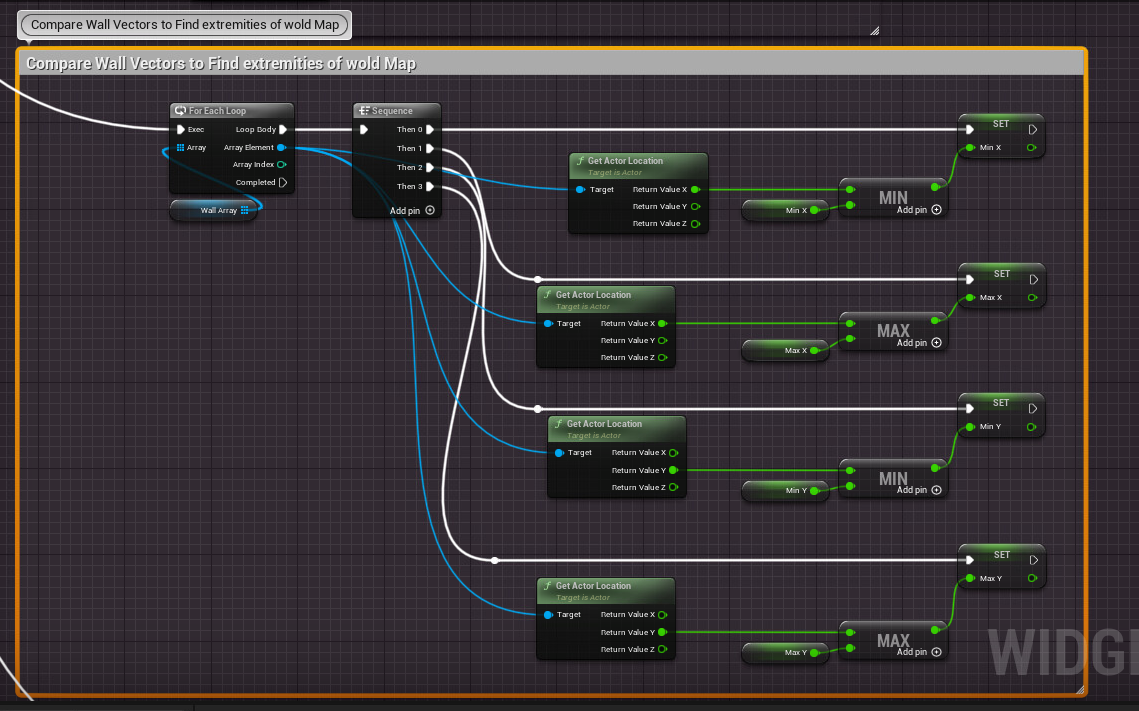 Compare Wall Vectors to Find extremities of wold Map
Compare Wall Vectors to Find extremities of wold Map
For Each Loop
Exec
Loop Body
Array
Array Element
Array Index
Completed
Wall Array
Sequence
Then 0
Then 1
Then 2
Then 3
Add pin
Get Actor Location
Target is Actor
Target
Return Value X
Return Value Y
Return Value Z
Min X
MIN
Add pin
SET
Min X
Get Actor Location
Target is Actor
Target
Return Value X
Return Value Y
Return Value Z
Max X
MAX
Add pin
SET
Max X
Get Actor Location
Target is Actor
Target
Return Value X
Return Value Y
Return Value Z
Min Y
MIN
Add pin
SET
Min Y
Get Actor Location
Target is Actor
Target
Return Value X
Return Value Y
Return Value Z
Max Y
MAX
Add pin
SET
Max Y